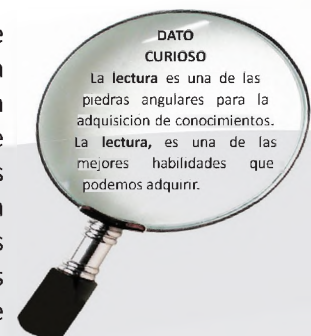 DATO
CURIOSO
La lectura es una de las
piedras angulares para la
adquisicion de conocimientos.
La lectura, es una de las
mejores habilidades que
podemos adquirir.